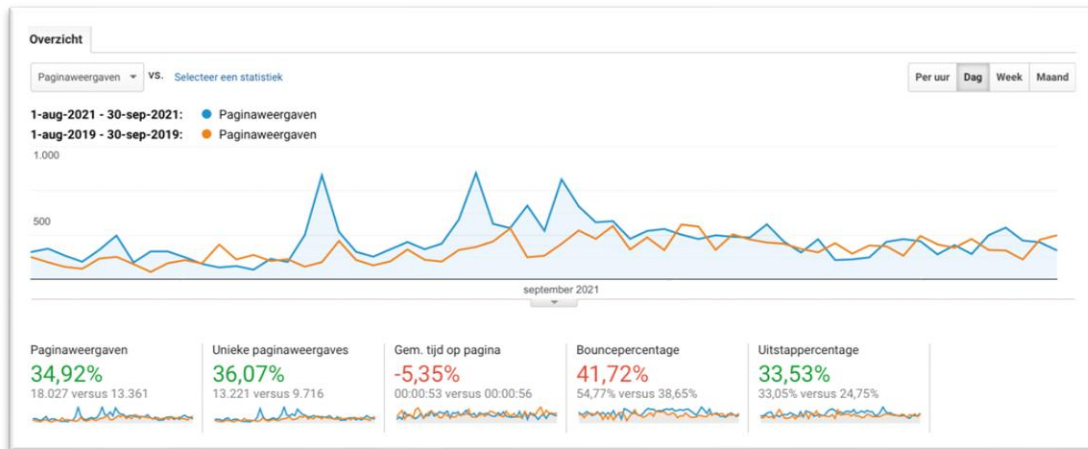 Overzicht
Paginaweergaven vs. Selecteer een statistiek
Per uur Dag Week Maand
1-aug-2021 - 30-sep-2021: Paginaweergaven
1-aug-2019 - 30-sep-2019: Paginaweergaven
1.000
500
september 2021
Paginaweergaven Unieke paginaweergaves Gem. tijd op pagina Bouncepercentage Uitstappercentage
34,92% 36,07% -5,35% 41,72% 33,53%
18.027 versus 13.361 13.221 versus 9.716 00:00:53 versus 00:00:56 54,77% versus 38,65% 33,05% versus 24,75%